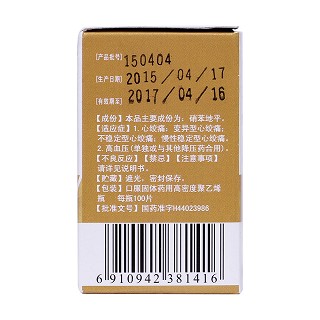 [产品批号] 150404
[生产日期] 2015/04/17
[有效期至] 2017/04/16
【成份】本品主要成份为：硝苯地平。
【适应症】1. 心绞痛：变异型心绞痛；
不稳定型心绞痛；慢性稳定型心绞痛。
2. 高血压(单独或与其他降压药合用)。
【不良反应】【禁忌】【注意事项】
请详见说明书。
【贮藏】遮光，密封保存。
【包装】口服固体药用高密度聚乙烯
瓶 每瓶100片
【批准文号】国药准字H44023986
6 910942 381416